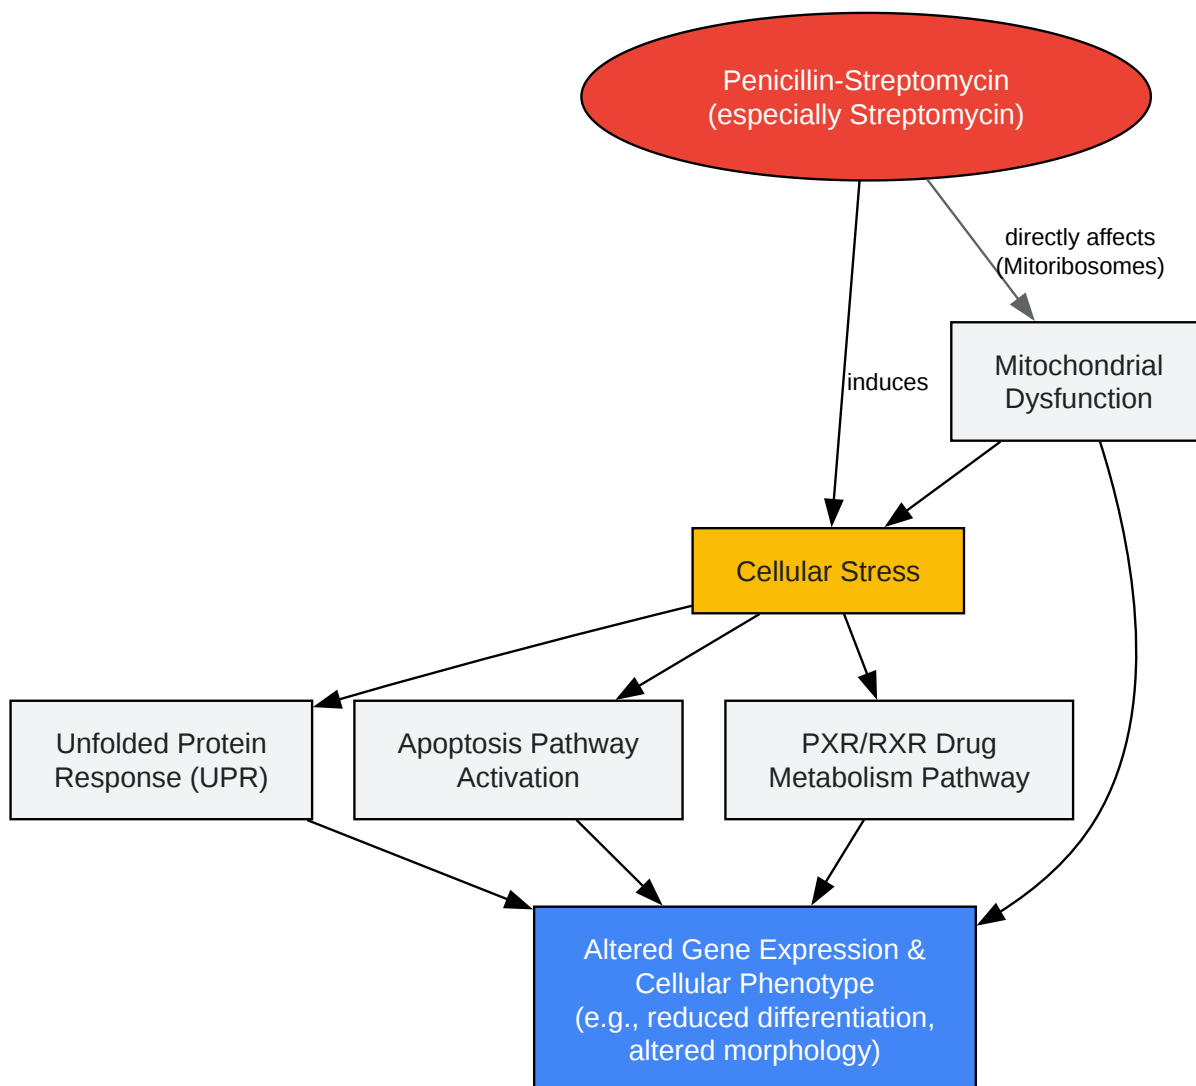 Penicillin-Streptomycin
(especially Streptomycin)
directly affects
(Mitoribosomes)
Mitochondrial
Dysfunction
induces
Cellular Stress
Unfolded Protein
Response (UPR)
Apoptosis Pathway
Activation
PXR/RXR Drug
Metabolism Pathway
Altered Gene Expression &
Cellular Phenotype
(e.g., reduced differentiation,
altered morphology)